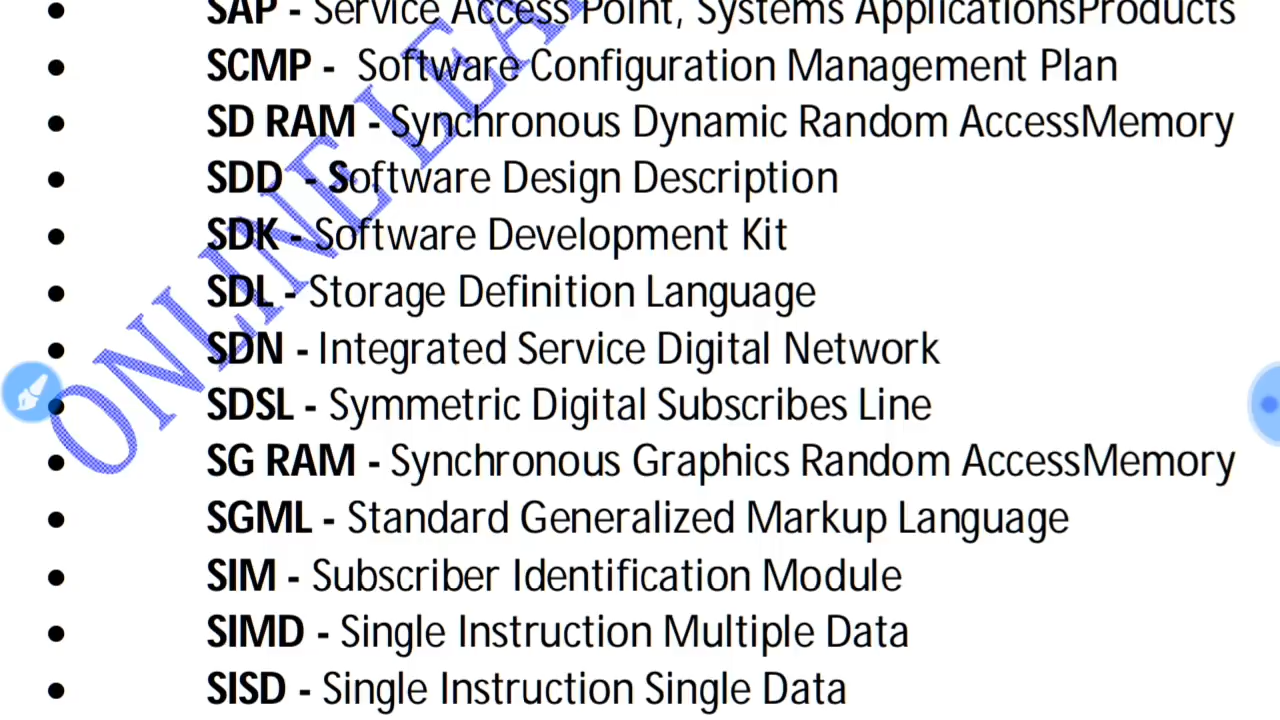 SAP - Service Access Point, Systems ApplicationsProducts
SCMP - Software Configuration Management Plan
SD RAM - Synchronous Dynamic Random AccessMemory
SDD - Software Design Description
SDK - Software Development Kit
SDL - Storage Definition Language
SDN - Integrated Service Digital Network
SDSL - Symmetric Digital Subscribes Line
SG RAM - Synchronous Graphics Random AccessMemory
SGML - Standard Generalized Markup Language
SIM - Subscriber Identification Module
SIMD - Single Instruction Multiple Data
SISD - Single Instruction Single Data
ONLINE